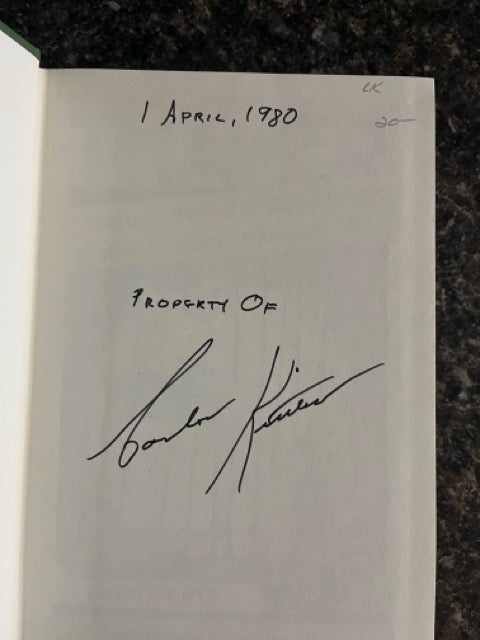 1 APRIL, 1980
LK
20-
PROPERTY OF